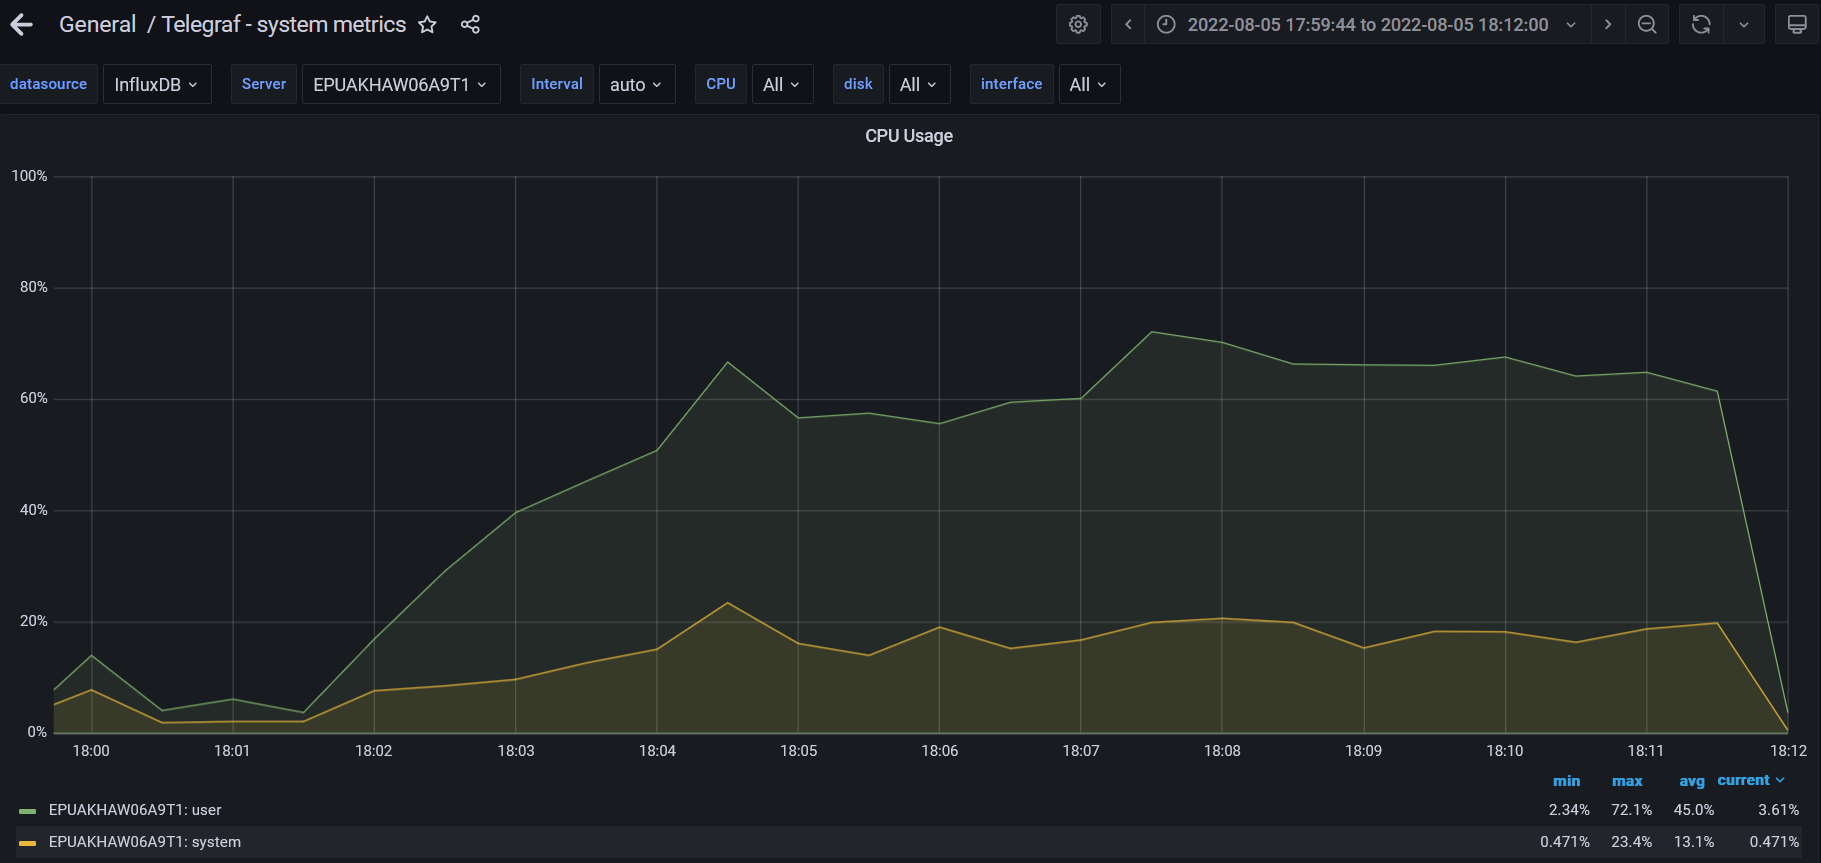 General / Telegraf - system metrics 2022-08-05 17:59:44 to 2022-08-05 18:12:00
datasource InfluxDB Server EPUAKHAW06A9T1 Interval auto CPU All disk All interface All
CPU Usage
100%
80%
60%
40%
20%
0%
18:00 18:01 18:02 18:03 18:04 18:05 18:06 18:07 18:08 18:09 18:10 18:11 18:12
min max avg current
EPUAKHAW06A9T1: user 2.34% 72.1% 45.0% 3.61%
EPUAKHAW06A9T1: system 0.471% 23.4% 13.1% 0.471%